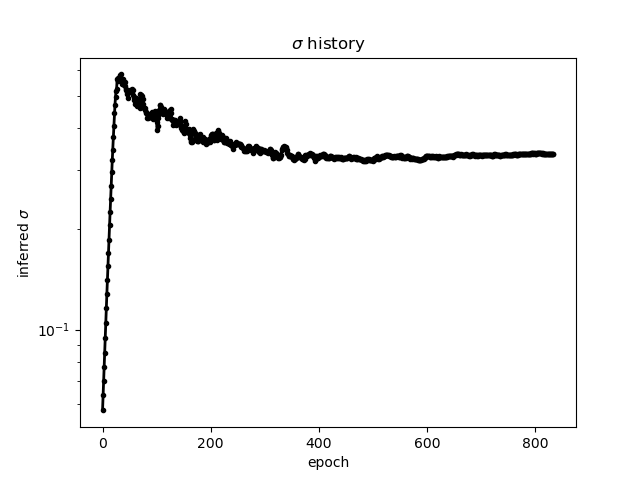 σ history
inferred σ
10⁻¹
0 200 400 600 800
epoch